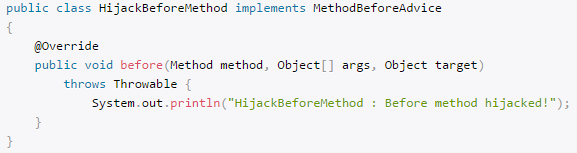 public class HijackBeforeMethod implements MethodBeforeAdvice
{
    @Override
    public void before(Method method, Object[] args, Object target)
        throws Throwable {
            System.out.println("HijackBeforeMethod : Before method hijacked!");
    }
}